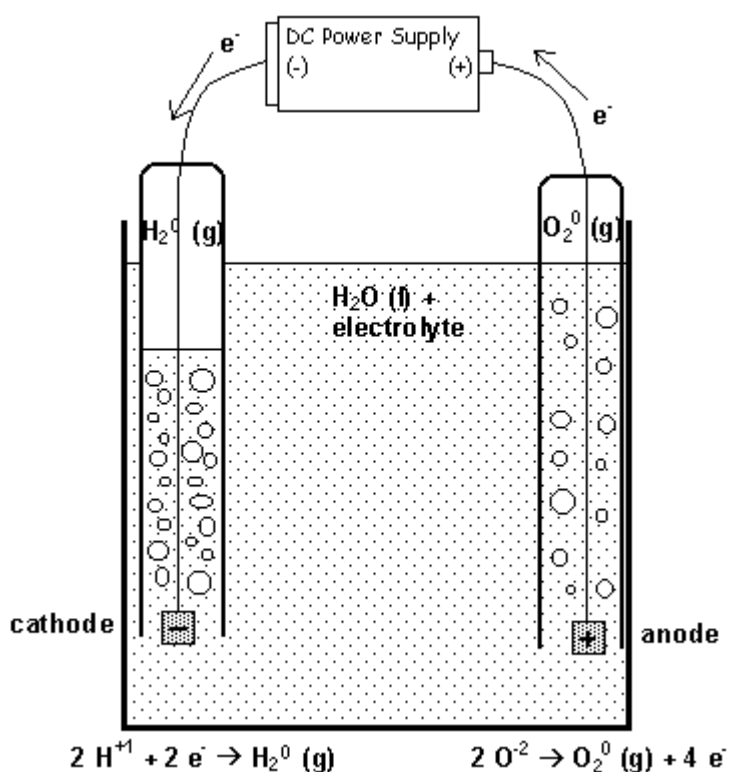 DC Power Supply
(-) (+)
e⁻
e⁻
H₂⁰ (g)
O₂⁰ (g)
H₂O (l) +
electrolyte
cathode
−
+
anode
2 H⁺¹ + 2 e⁻ → H₂⁰ (g)
2 O⁻² → O₂⁰ (g) + 4 e⁻